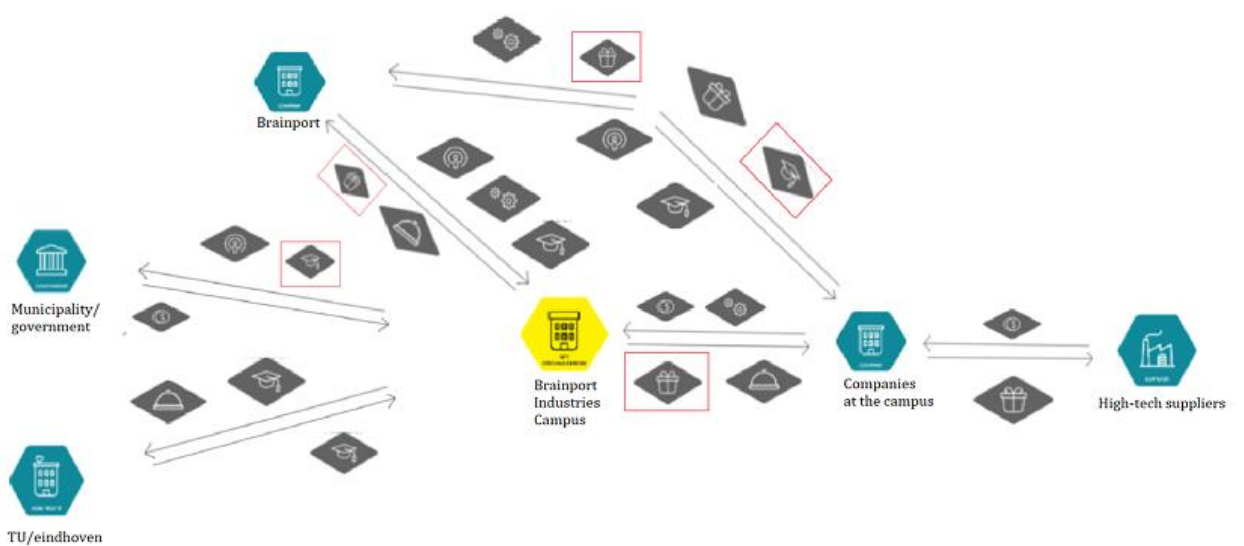 Brainport
Municipality/
government
Brainport
Industries
Campus
Companies
at the campus
High-tech suppliers
TU/eindhoven